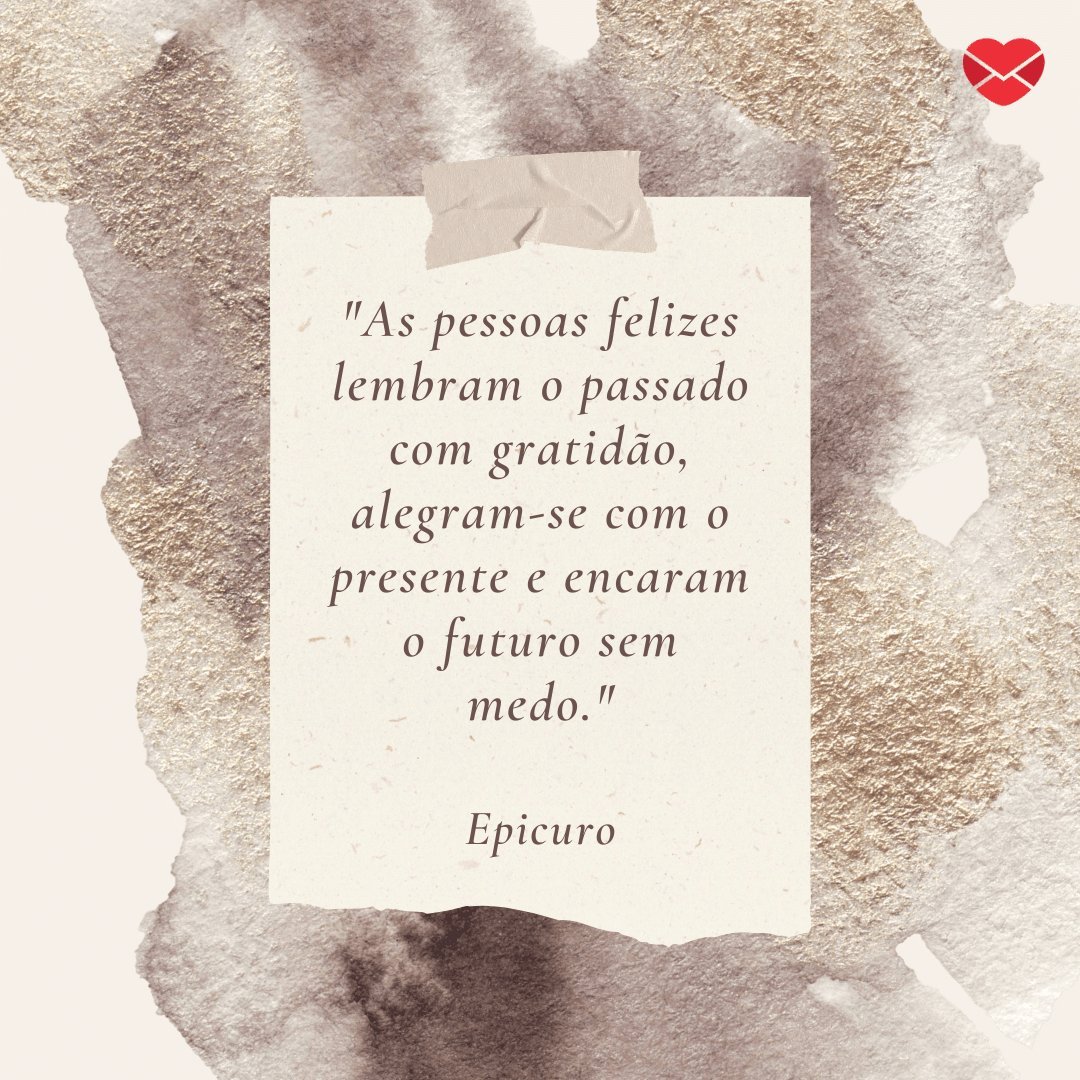 "As pessoas felizes
lembram o passado
com gratidão,
alegram-se com o
presente e encaram
o futuro sem
medo."
Epicuro